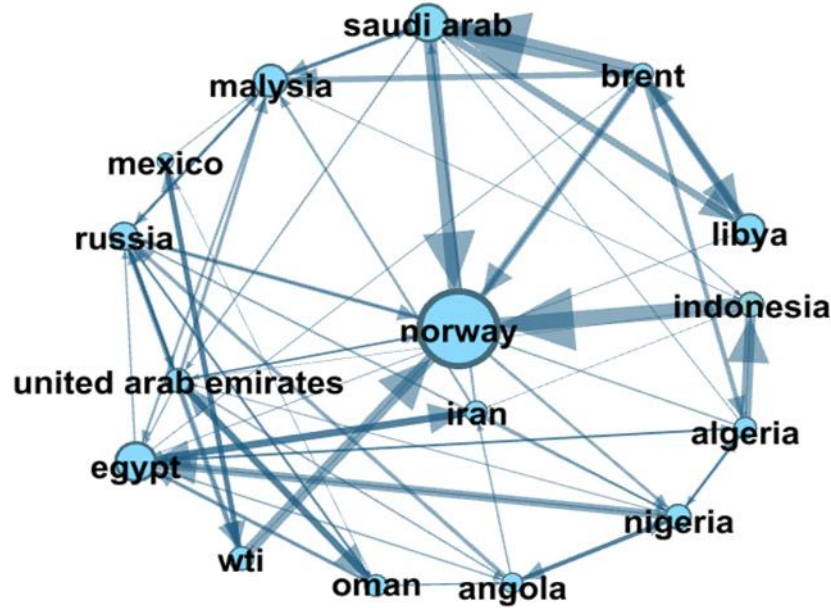 saudi arab
brent
malysia
mexico
russia
libya
indonesia
norway
united arab emirates
iran
algeria
egypt
nigeria
wti
oman
angola